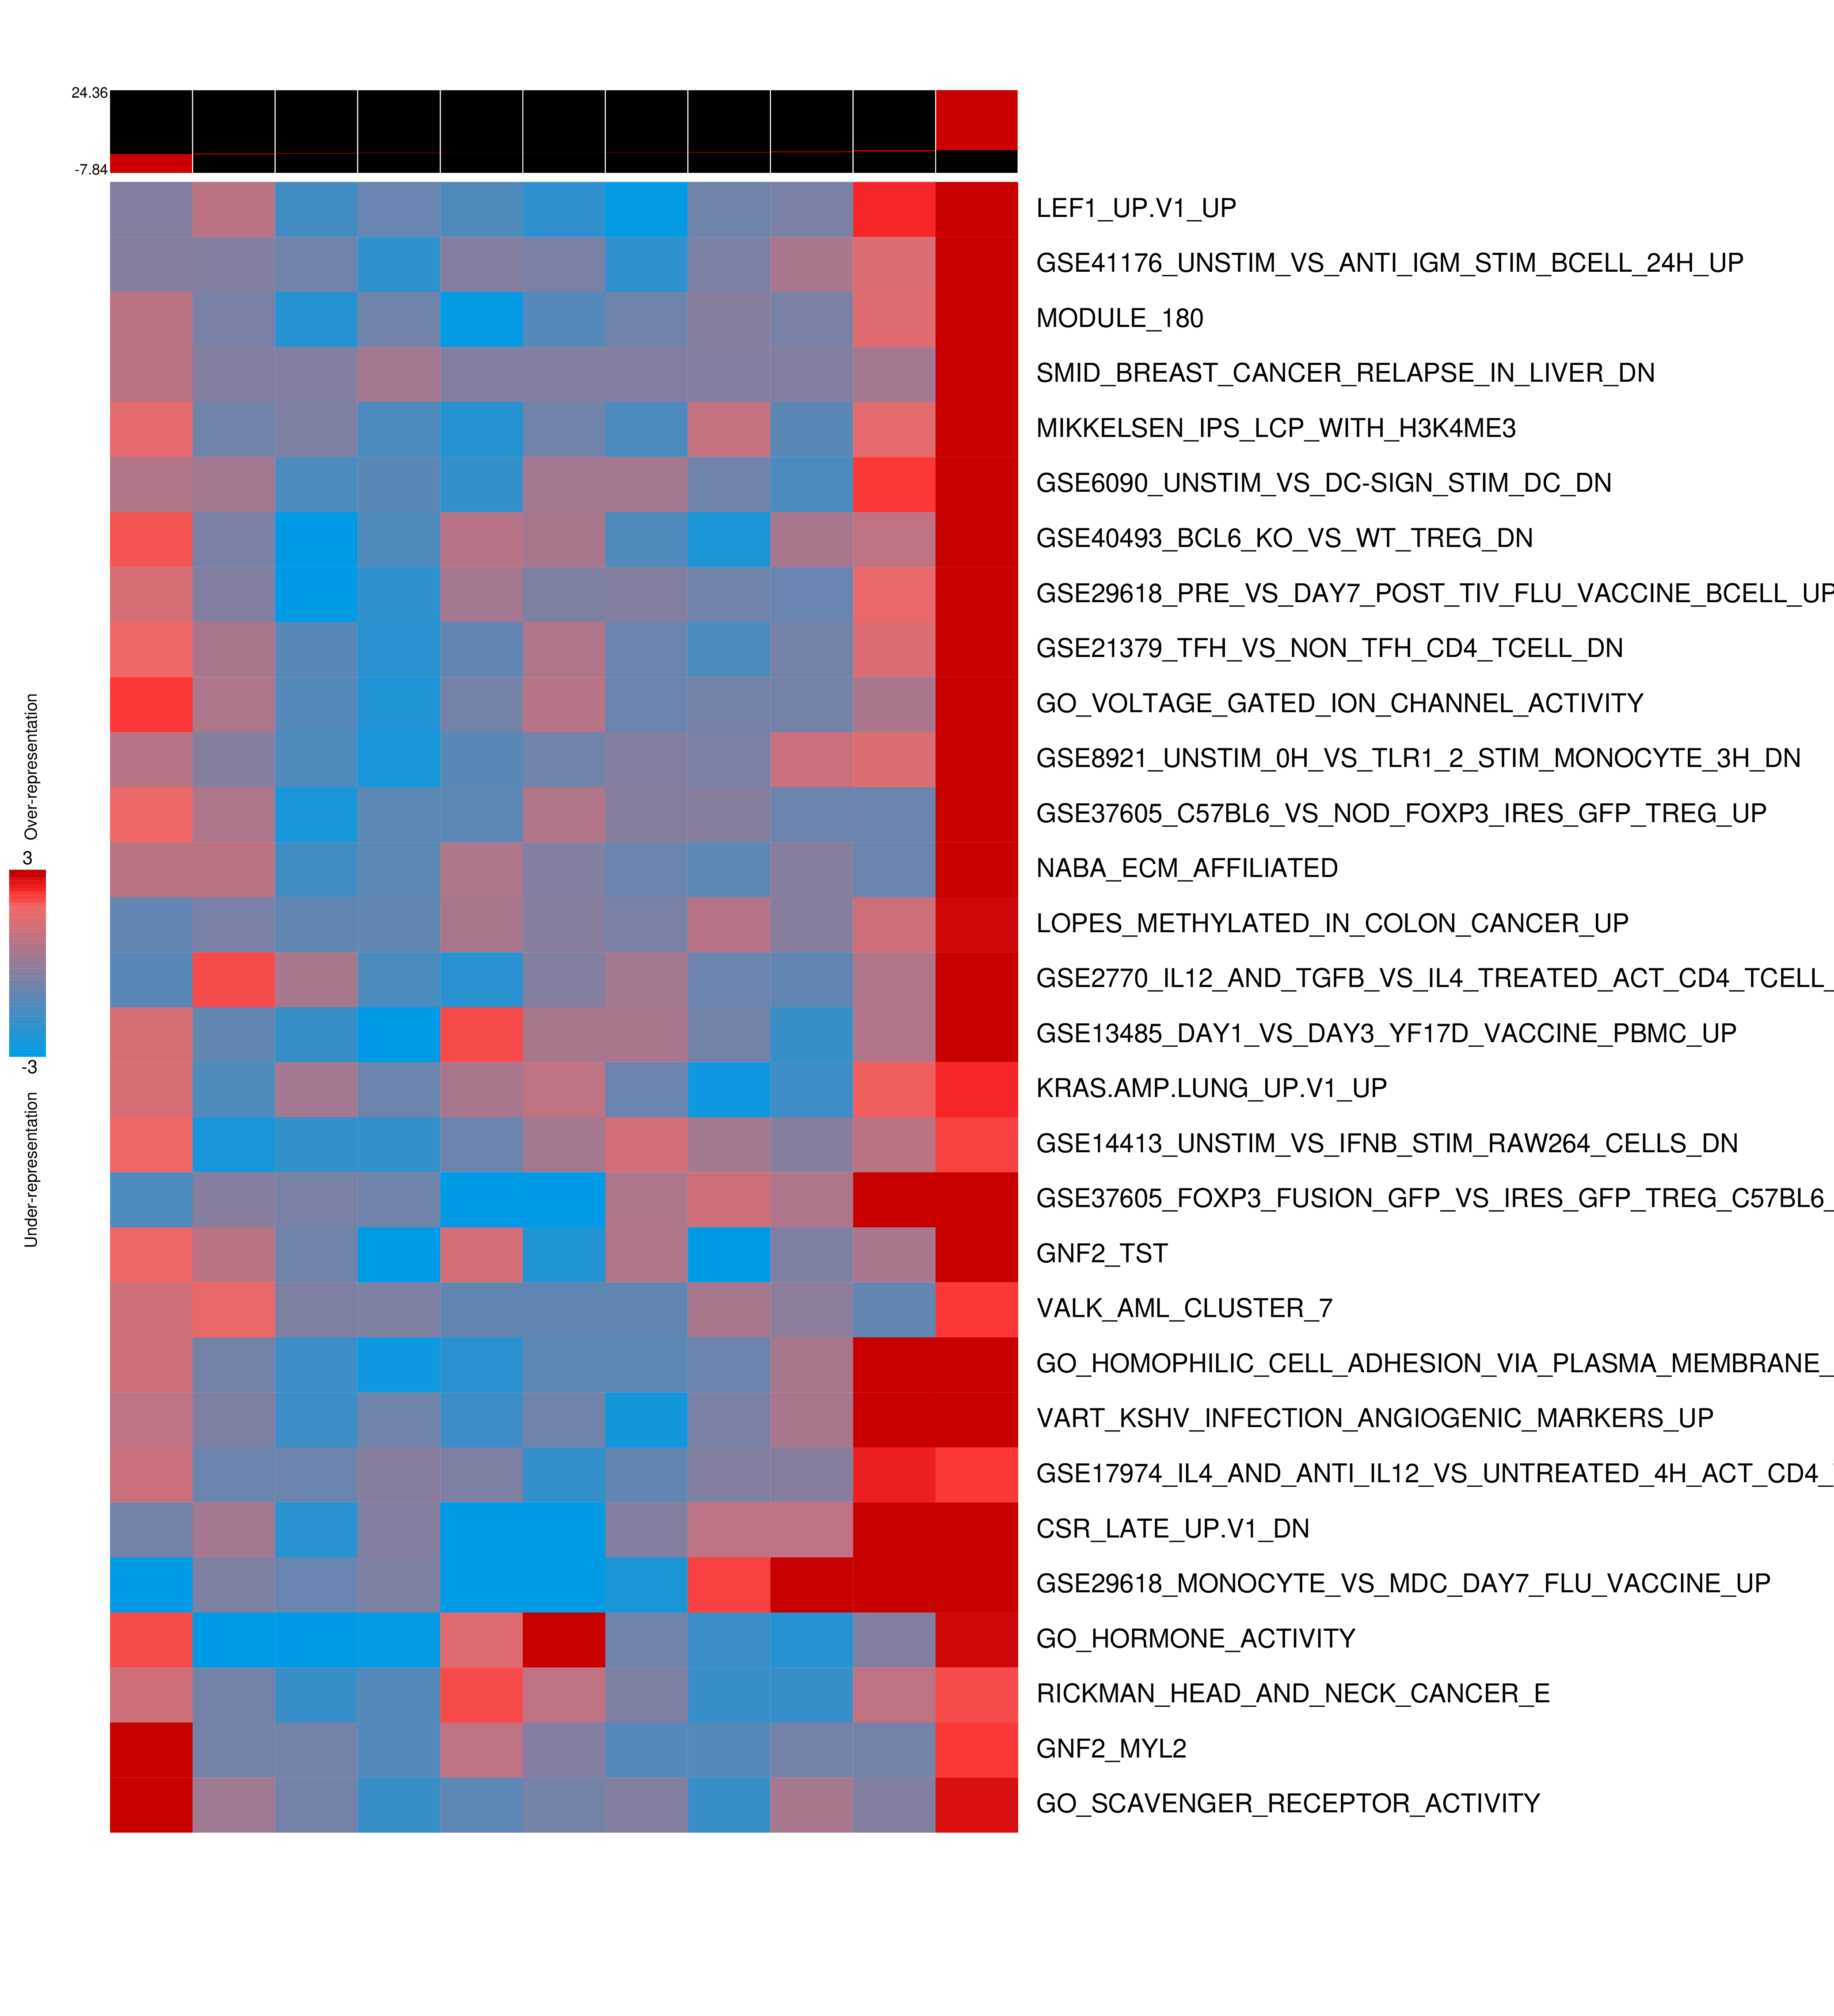 24.36
-7.84
LEF1_UP.V1_UP
GSE41176_UNSTIM_VS_ANTI_IGM_STIM_BCELL_24H_UP
MODULE_180
SMID_BREAST_CANCER_RELAPSE_IN_LIVER_DN
MIKKELSEN_IPS_LCP_WITH_H3K4ME3
GSE6090_UNSTIM_VS_DC-SIGN_STIM_DC_DN
GSE40493_BCL6_KO_VS_WT_TREG_DN
GSE29618_PRE_VS_DAY7_POST_TIV_FLU_VACCINE_BCELL_UP
GSE21379_TFH_VS_NON_TFH_CD4_TCELL_DN
GO_VOLTAGE_GATED_ION_CHANNEL_ACTIVITY
GSE8921_UNSTIM_0H_VS_TLR1_2_STIM_MONOCYTE_3H_DN
GSE37605_C57BL6_VS_NOD_FOXP3_IRES_GFP_TREG_UP
NABA_ECM_AFFILIATED
LOPES_METHYLATED_IN_COLON_CANCER_UP
GSE2770_IL12_AND_TGFB_VS_IL4_TREATED_ACT_CD4_TCELL_
GSE13485_DAY1_VS_DAY3_YF17D_VACCINE_PBMC_UP
KRAS.AMP.LUNG_UP.V1_UP
GSE14413_UNSTIM_VS_IFNB_STIM_RAW264_CELLS_DN
GSE37605_FOXP3_FUSION_GFP_VS_IRES_GFP_TREG_C57BL6_
GNF2_TST
VALK_AML_CLUSTER_7
GO_HOMOPHILIC_CELL_ADHESION_VIA_PLASMA_MEMBRANE_
VART_KSHV_INFECTION_ANGIOGENIC_MARKERS_UP
GSE17974_IL4_AND_ANTI_IL12_VS_UNTREATED_4H_ACT_CD4_
CSR_LATE_UP.V1_DN
GSE29618_MONOCYTE_VS_MDC_DAY7_FLU_VACCINE_UP
GO_HORMONE_ACTIVITY
RICKMAN_HEAD_AND_NECK_CANCER_E
GNF2_MYL2
GO_SCAVENGER_RECEPTOR_ACTIVITY
Over-representation
3
-3
Under-representation